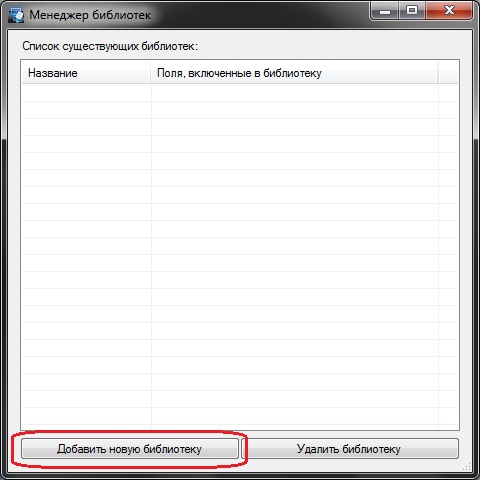 Менеджер библиотек
Список существующих библиотек:
Название Поля, включенные в библиотеку
Добавить новую библиотеку Удалить библиотеку